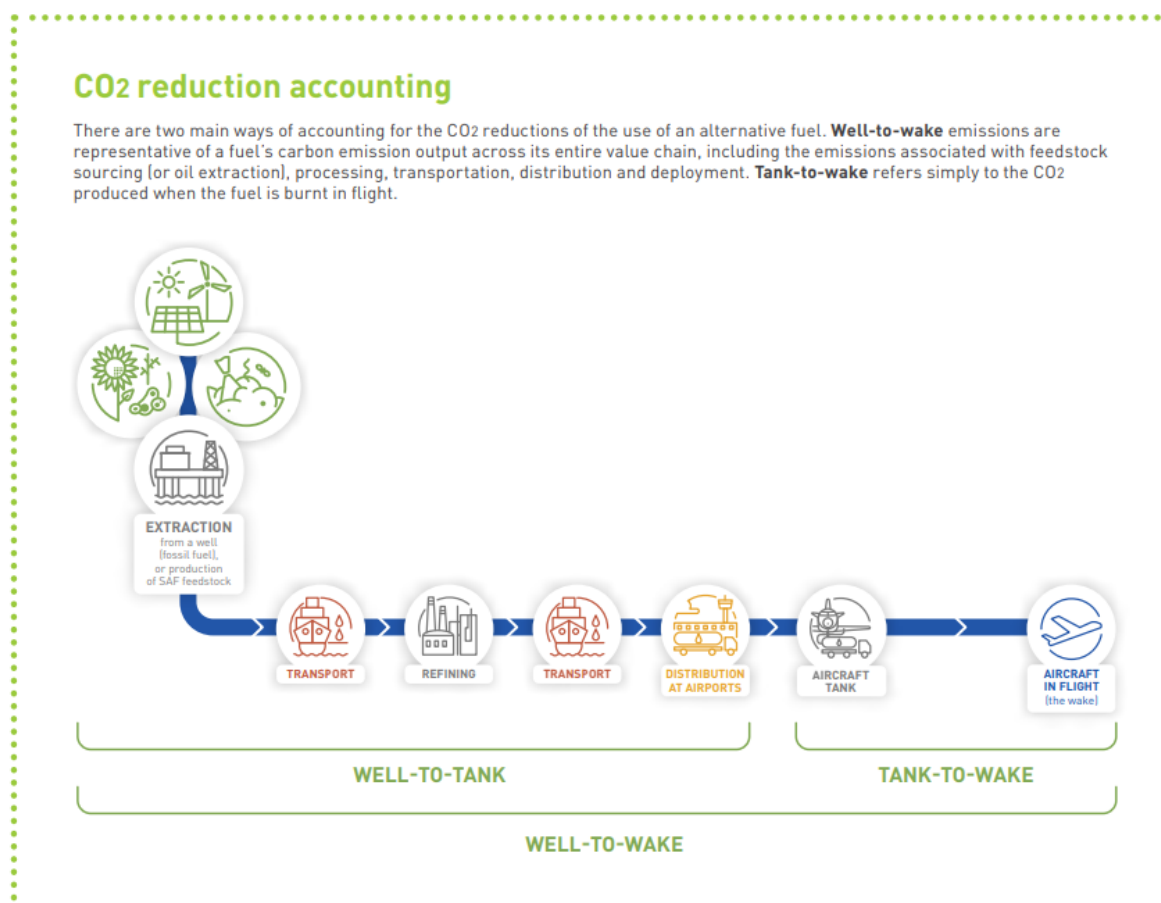 CO2 reduction accounting
There are two main ways of accounting for the CO2 reductions of the use of an alternative fuel. Well-to-wake emissions are
representative of a fuel's carbon emission output across its entire value chain, including the emissions associated with feedstock
sourcing (or oil extraction), processing, transportation, distribution and deployment. Tank-to-wake refers simply to the CO2
produced when the fuel is burnt in flight.
EXTRACTION
from a well
(fossil fuel),
or production
of SAF feedstock
TRANSPORT
REFINING
TRANSPORT
DISTRIBUTION
AT AIRPORTS
AIRCRAFT
TANK
AIRCRAFT
IN FLIGHT
(the wake)
WELL-TO-TANK
TANK-TO-WAKE
WELL-TO-WAKE